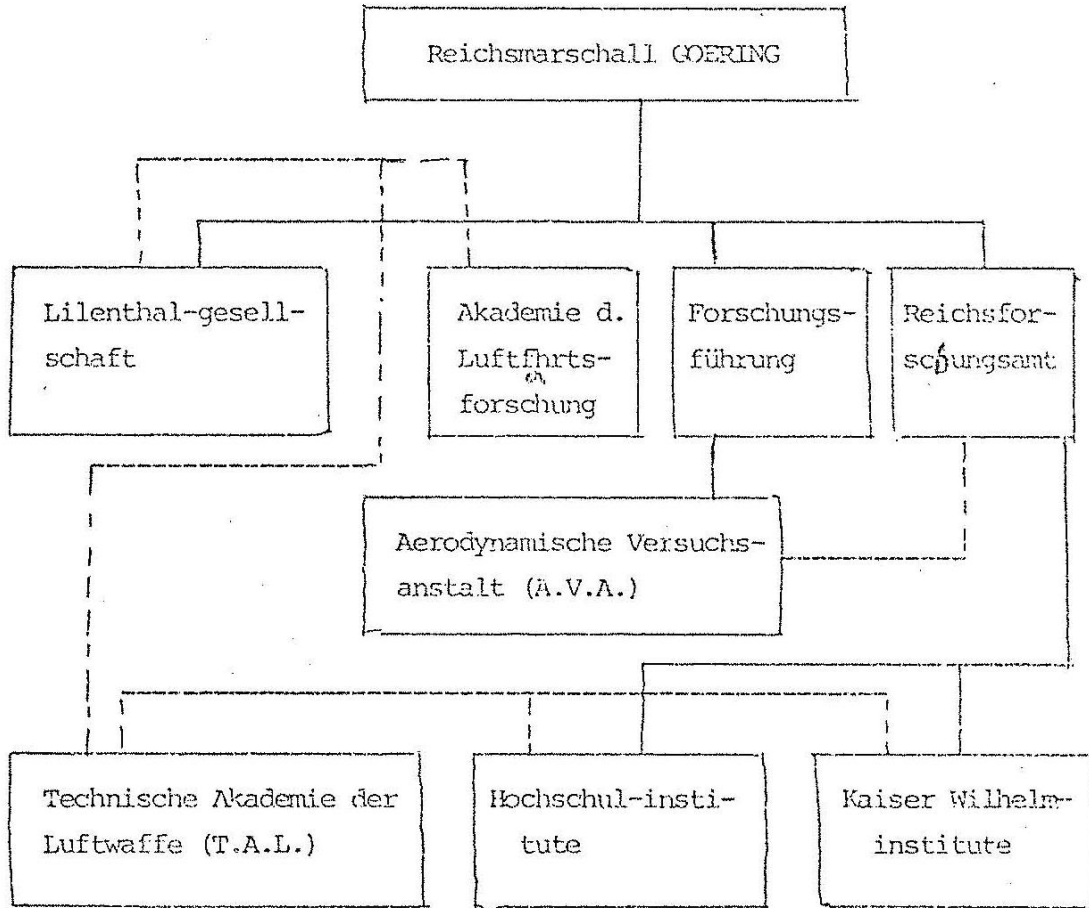 Reichsmarschall GOERING
Lilenthal-gesell-
schaft
Akademie d.
Luftfhrts-
a
forschung
Forschungs-
führung
Reichsfor-
schungsamt
Aerodynamische Versuchs-
anstalt (A.V.A.)
Technische Akademie der
Luftwaffe (T.A.L.)
Hochschul-insti-
tute
Kaiser Wilhelm-
institute